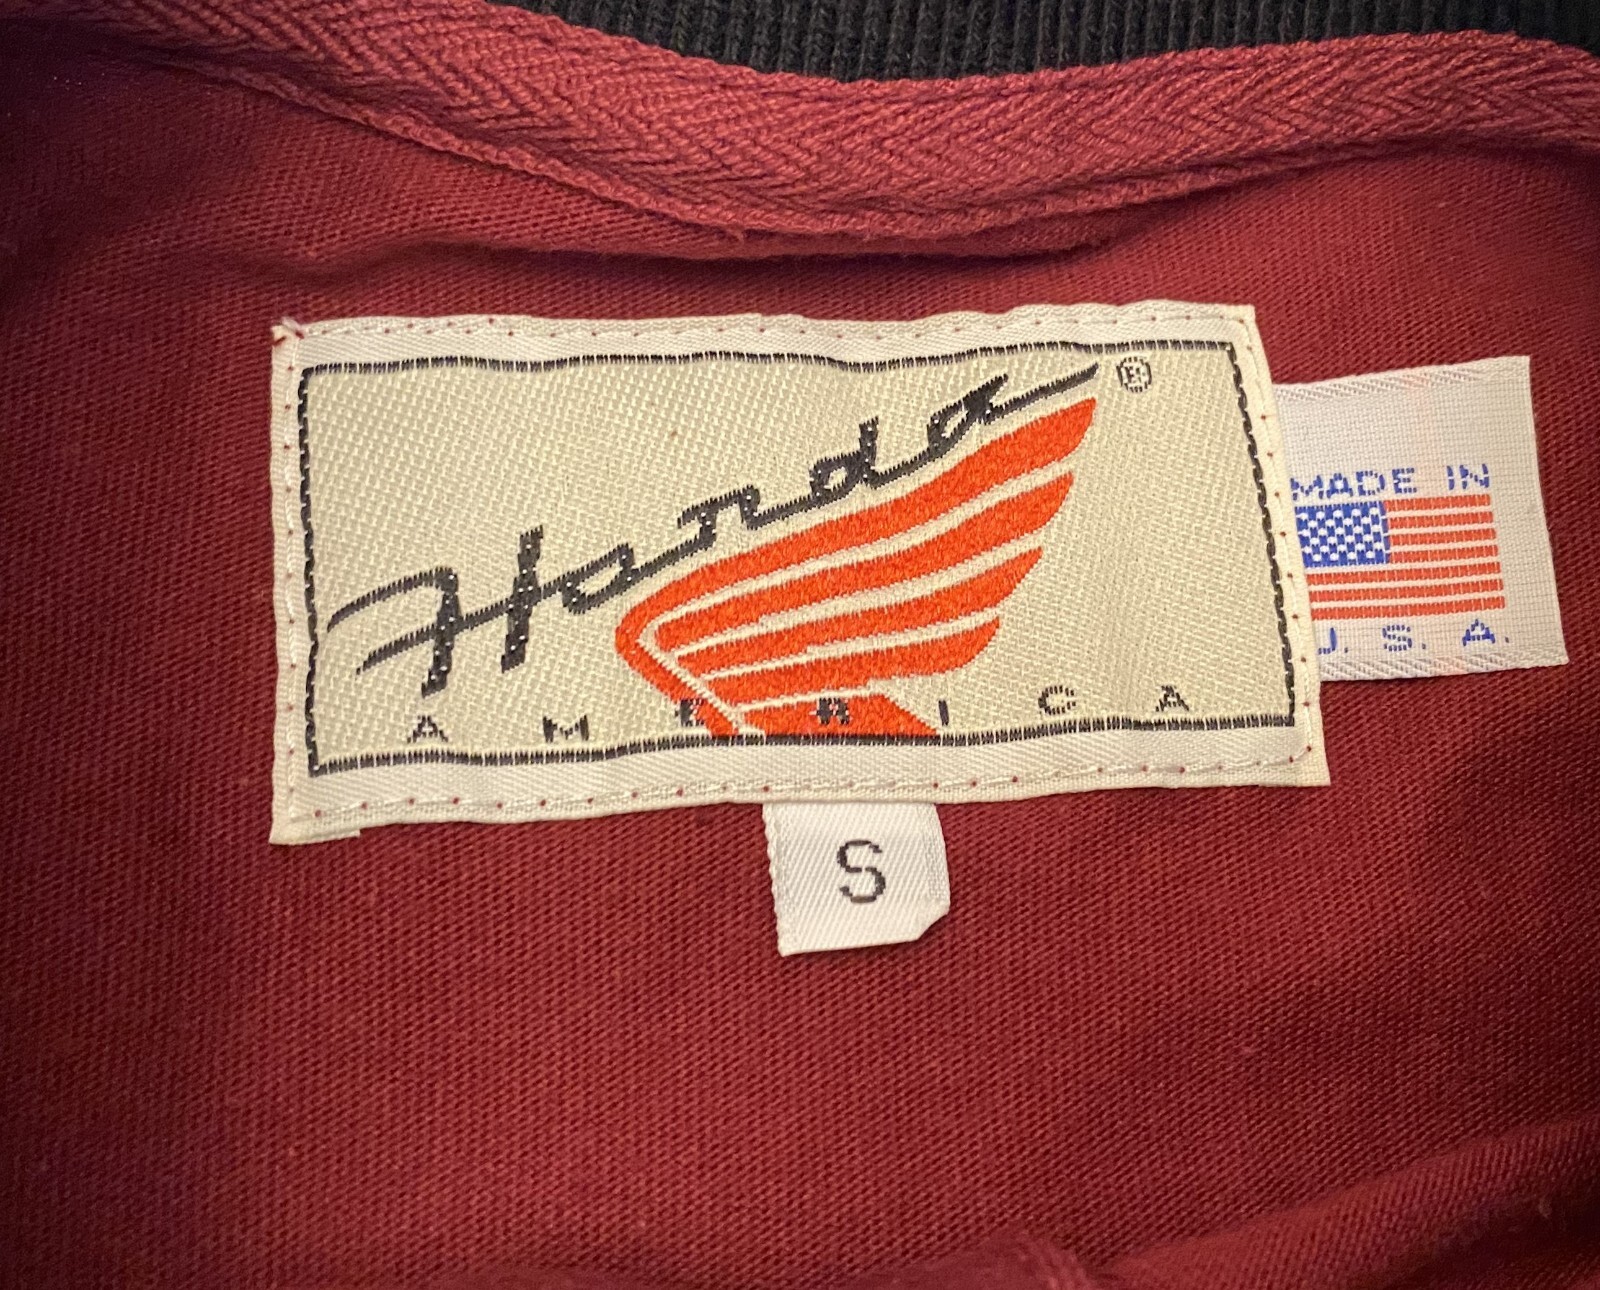 Honda ®
AMERICA
MADE IN
U. S. A.
S